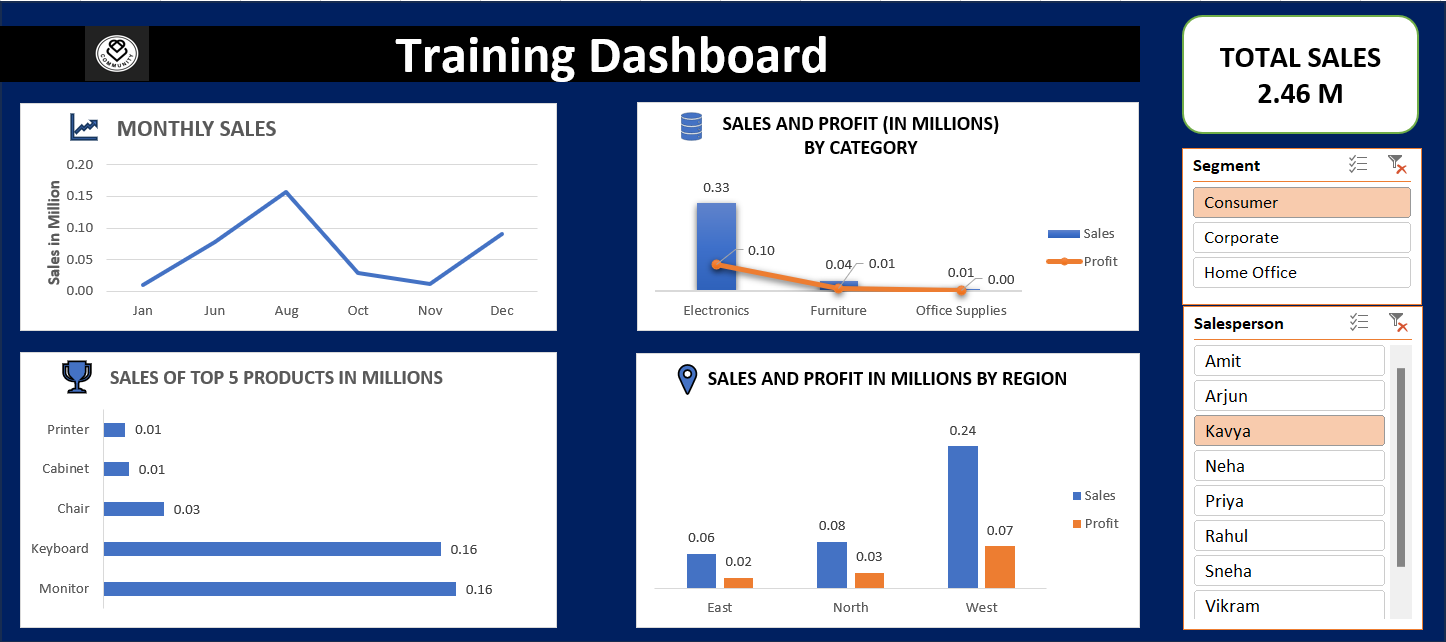 COMMUNITY
Training Dashboard
TOTAL SALES
2.46 M
MONTHLY SALES
Sales in Million
0.20
0.15
0.10
0.05
0.00
Jan Jun Aug Oct Nov Dec
SALES AND PROFIT (IN MILLIONS)
BY CATEGORY
0.33
0.10
0.04 0.01
0.01 0.00
Electronics Furniture Office Supplies
Sales
Profit
Segment
Consumer
Corporate
Home Office
SALES OF TOP 5 PRODUCTS IN MILLIONS
Printer 0.01
Cabinet 0.01
Chair 0.03
Keyboard 0.16
Monitor 0.16
SALES AND PROFIT IN MILLIONS BY REGION
0.24
0.08
0.07
0.06
0.03
0.02
East North West
Sales
Profit
Salesperson
Amit
Arjun
Kavya
Neha
Priya
Rahul
Sneha
Vikram